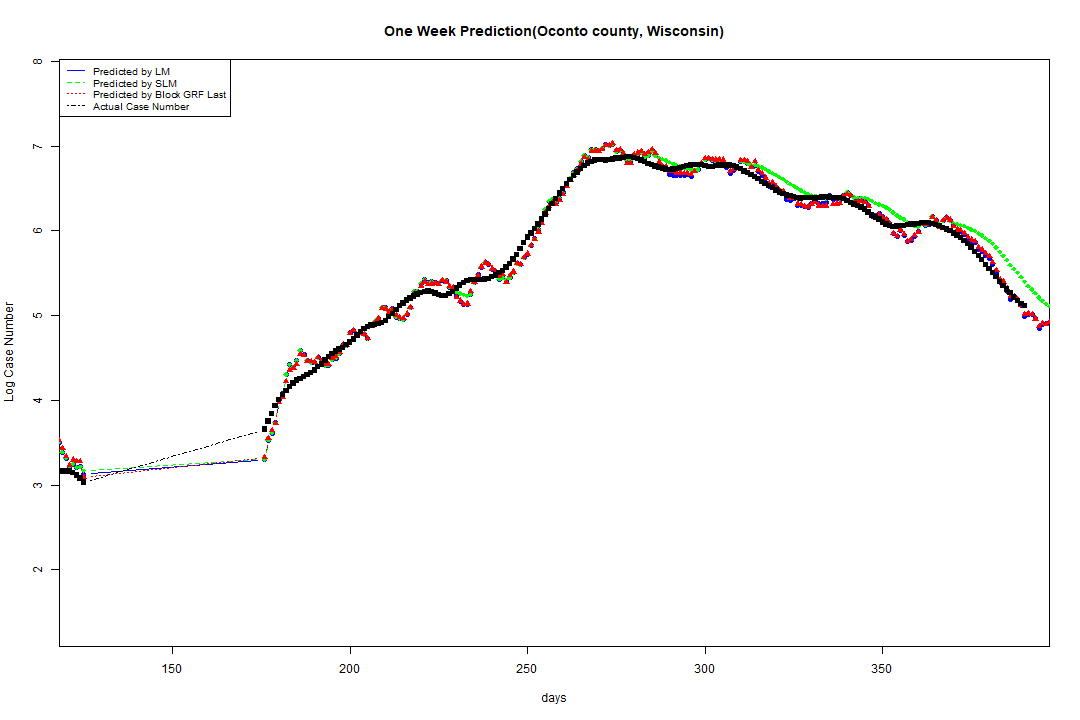 One Week Prediction(Oconto county, Wisconsin)
Predicted by LM
Predicted by SLM
Predicted by Block GRF Last
Actual Case Number
8
7
6
5
4
3
2
Log Case Number
150 200 250 300 350
days